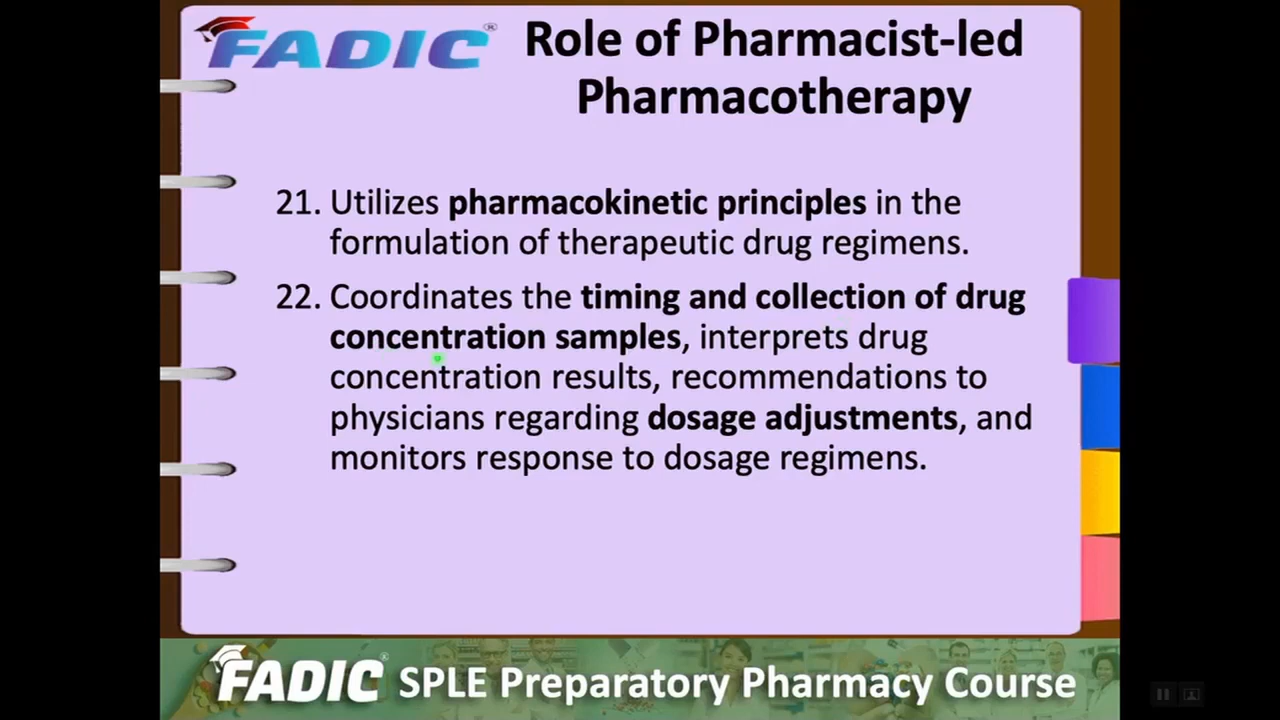 FADIC®
Role of Pharmacist-led
Pharmacotherapy
21. Utilizes pharmacokinetic principles in the
formulation of therapeutic drug regimens.
22. Coordinates the timing and collection of drug
concentration samples, interprets drug
concentration results, recommendations to
physicians regarding dosage adjustments, and
monitors response to dosage regimens.
FADIC® SPLE Preparatory Pharmacy Course